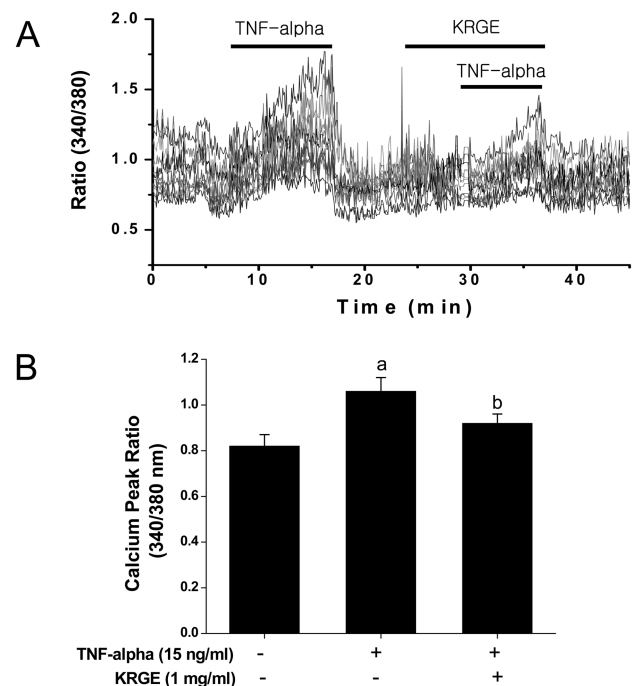 A
TNF-alpha
KRGE
TNF-alpha
2.0
1.5
1.0
0.5
Ratio (340/380)
0
10
20
30
40
Time (min)
B
1.2
1.0
0.8
0.6
0.4
0.2
0.0
Calcium Peak Ratio
(340/380 nm)
a
b
TNF-alpha (15 ng/ml) - + +
KRGE (1 mg/ml) - - +